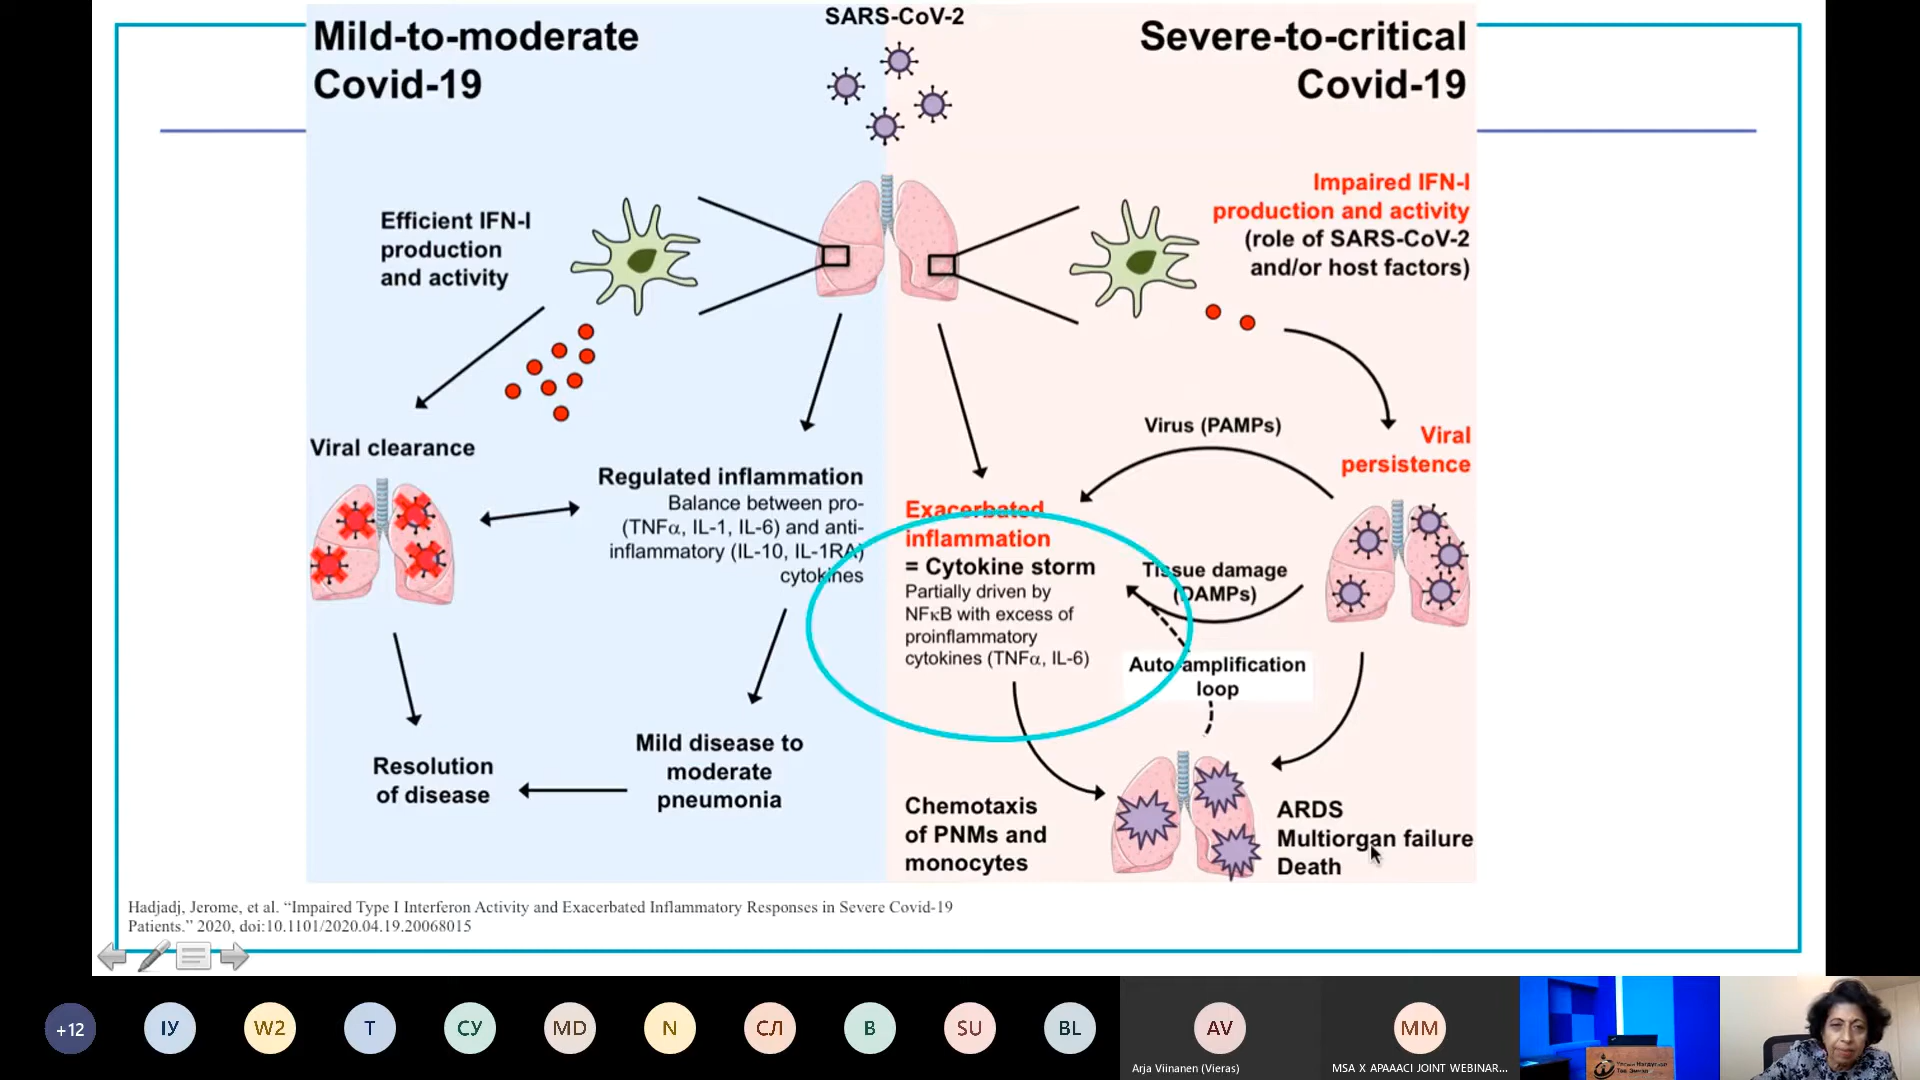 SARS-CoV-2
Mild-to-moderate
Covid-19
Severe-to-critical
Covid-19
Efficient IFN-I
production
and activity
Impaired IFN-I
production and activity
(role of SARS-CoV-2
and/or host factors)
Viral clearance
Regulated inflammation
Balance between pro-
(TNFα, IL-1, IL-6) and anti-
inflammatory (IL-10, IL-1RA)
cytokines
Virus (PAMPs)
Viral
persistence
Exacerbated
inflammation
= Cytokine storm
Partially driven by
NFκB with excess of
proinflammatory
cytokines (TNFα, IL-6)
Tissue damage
(DAMPs)
Auto-amplification
loop
Resolution
of disease
Mild disease to
moderate
pneumonia
Chemotaxis
of PNMs and
monocytes
ARDS
Multiorgan failure
Death
Hadjadj, Jerome, et al. “Impaired Type I Interferon Activity and Exacerbated Inflammatory Responses in Severe Covid-19
Patients.” 2020, doi:10.1101/2020.04.19.20068015
+12
ІУ
W2
T
СУ
MD
N
СЛ
B
SU
BL
AV
Arja Viinanen (Vieras)
MM
MSA X APAAACI JOINT WEBINAR...